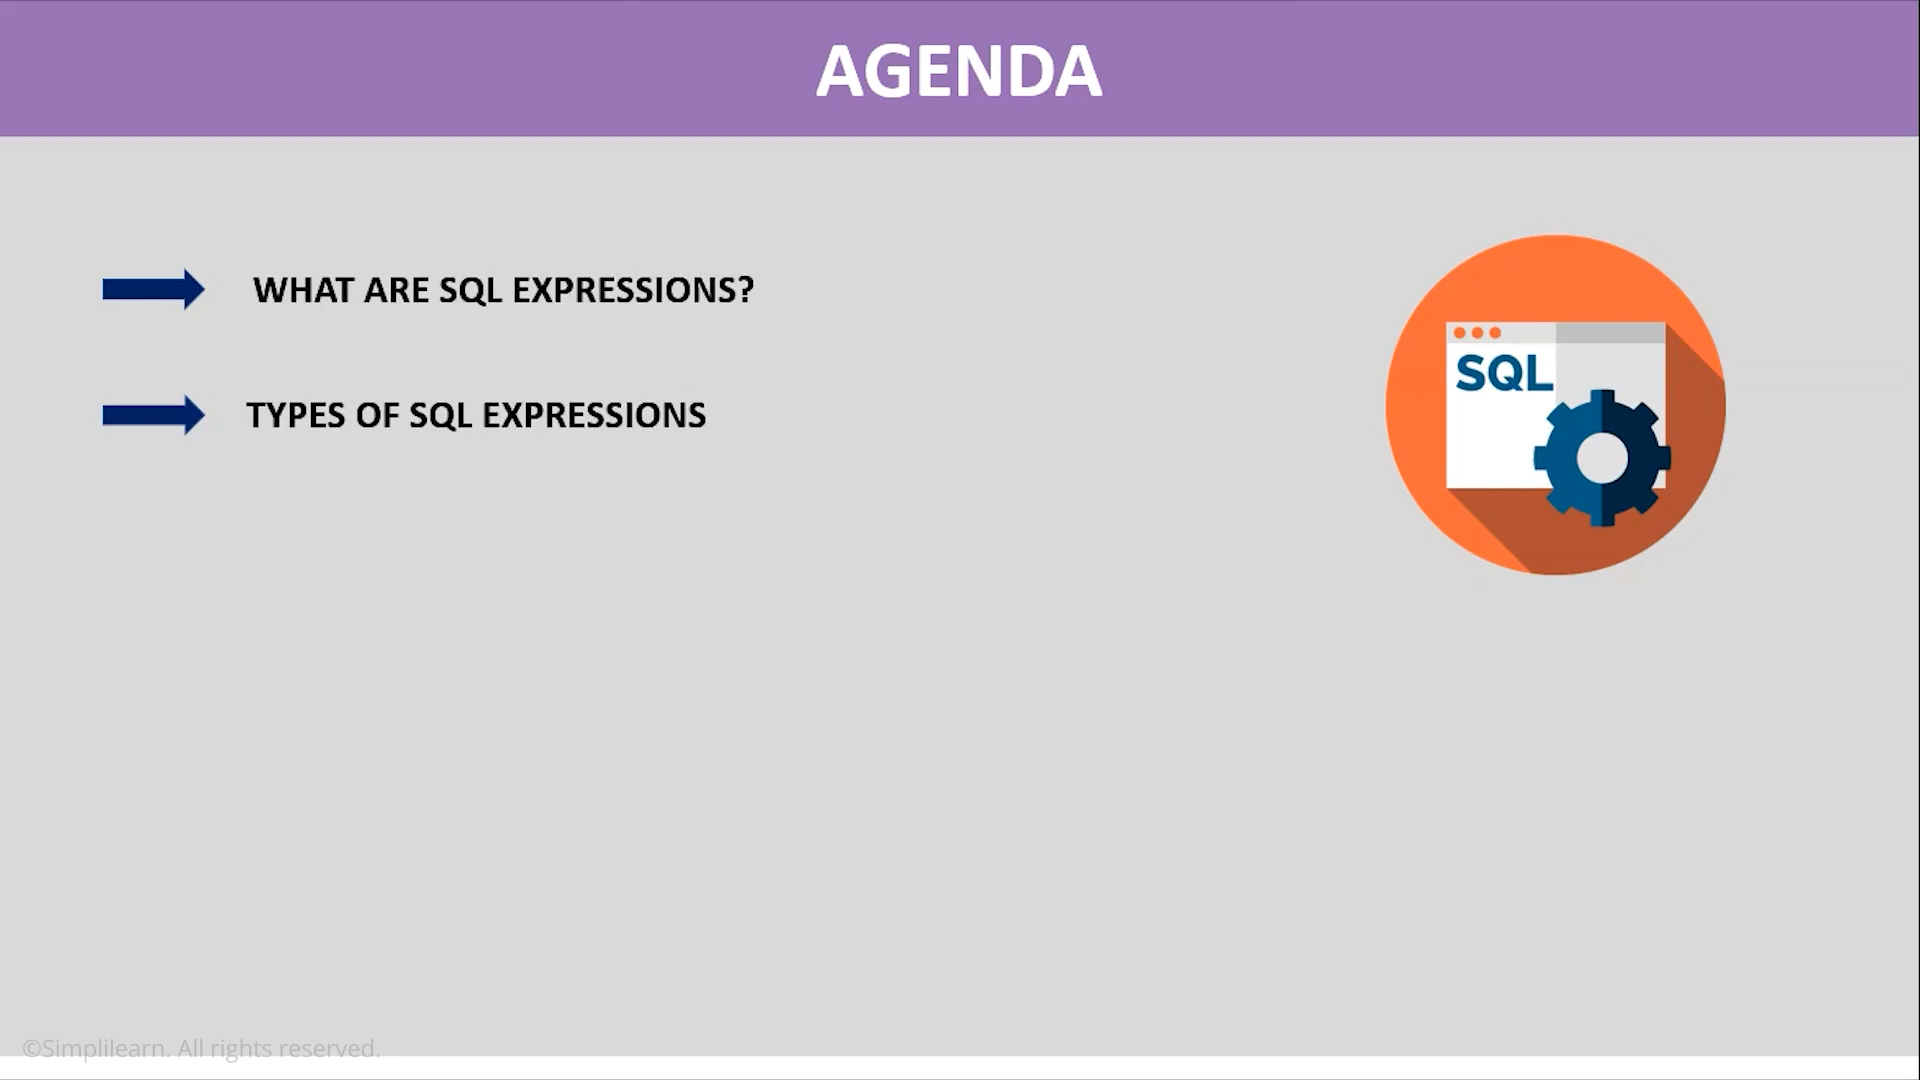 AGENDA
WHAT ARE SQL EXPRESSIONS?
TYPES OF SQL EXPRESSIONS
SQL
©Simplilearn. All rights reserved.